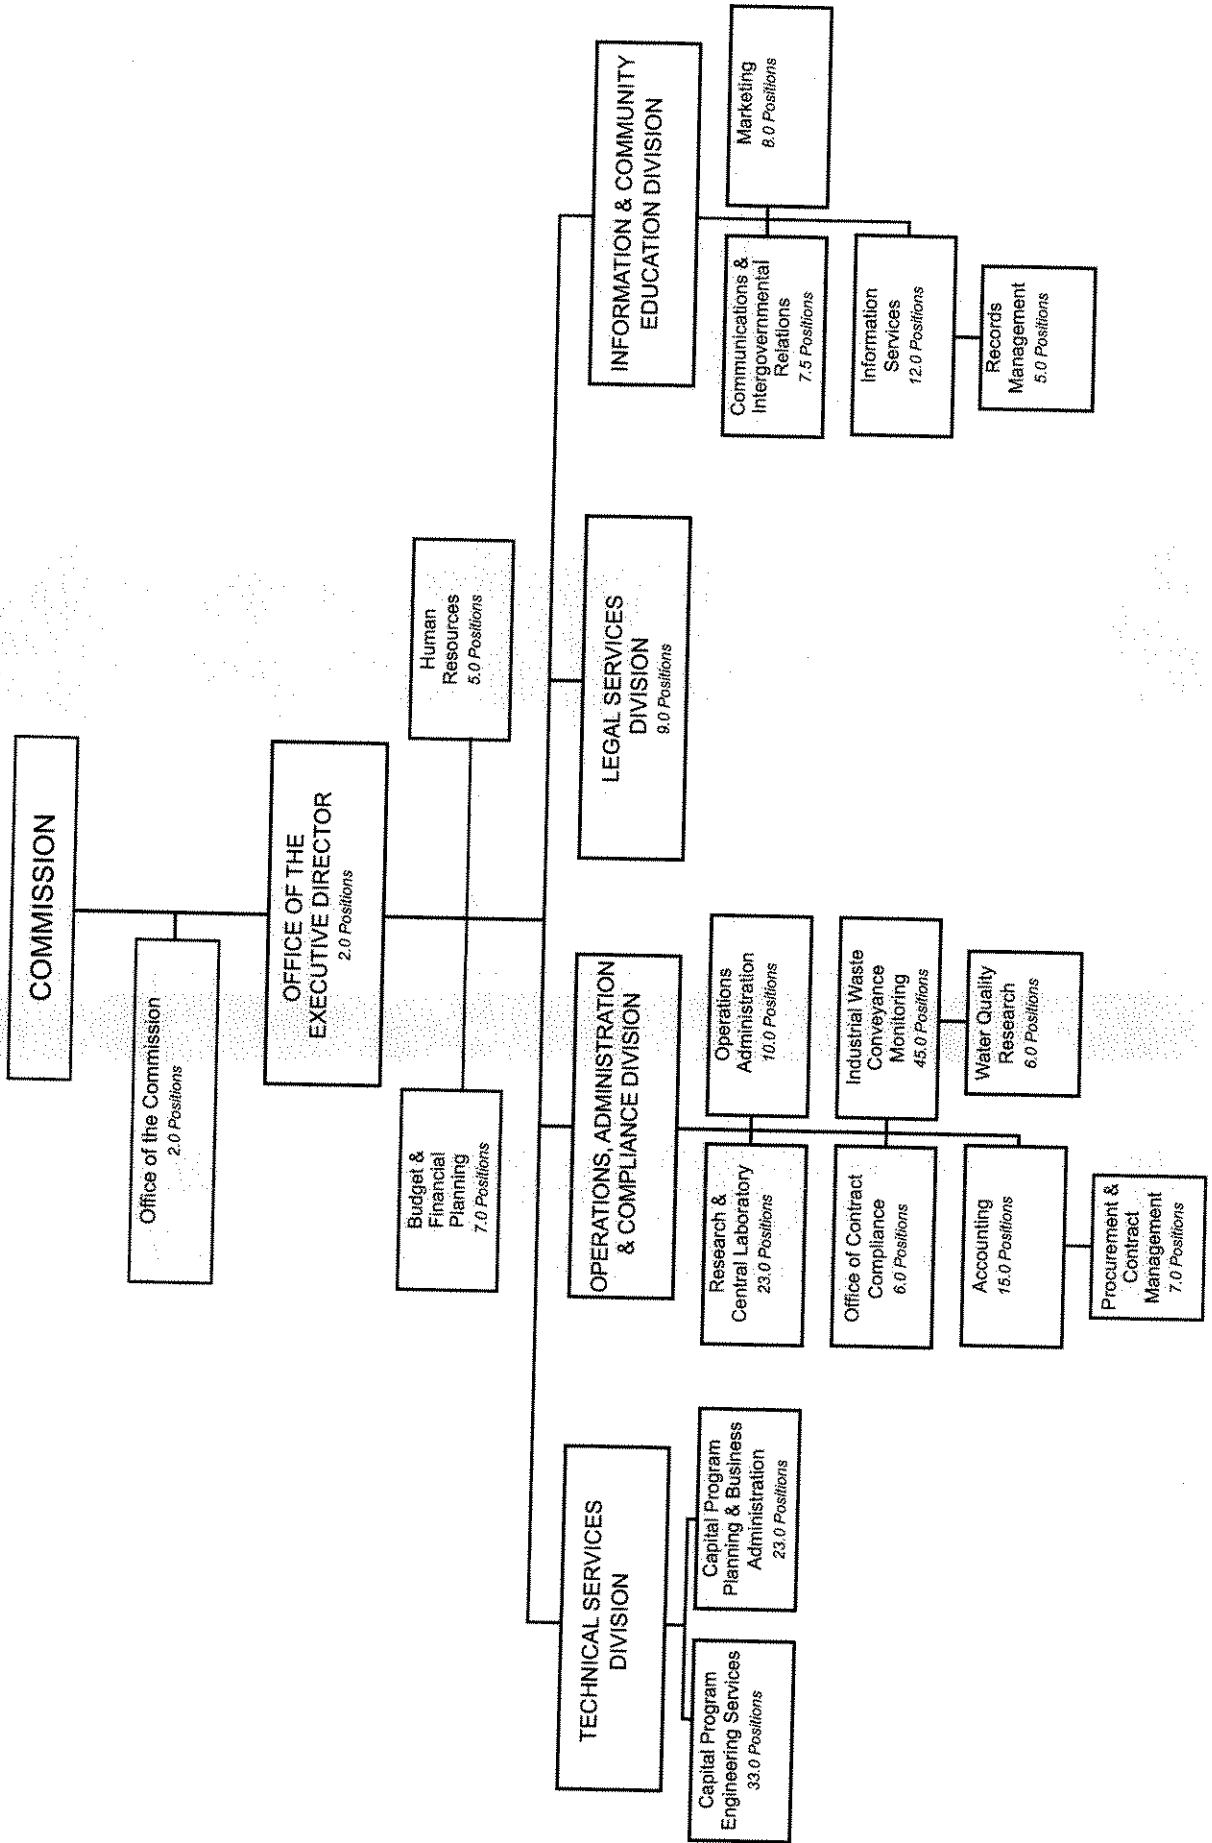 COMMISSION
Office of the Commission
2.0 Positions
OFFICE OF THE
EXECUTIVE DIRECTOR
2.0 Positions
Budget &
Financial
Planning
7.0 Positions
Human
Resources
5.0 Positions
TECHNICAL SERVICES
DIVISION
Capital Program
Engineering Services
33.0 Positions
Capital Program
Planning & Business
Administration
23.0 Positions
OPERATIONS, ADMINISTRATION
& COMPLIANCE DIVISION
Research &
Central Laboratory
23.0 Positions
Operations
Administration
10.0 Positions
Office of Contract
Compliance
6.0 Positions
Industrial Waste
Conveyance
Monitoring
45.0 Positions
Accounting
15.0 Positions
Water Quality
Research
6.0 Positions
Procurement &
Contract
Management
7.0 Positions
LEGAL SERVICES
DIVISION
9.0 Positions
INFORMATION & COMMUNITY
EDUCATION DIVISION
Communications &
Intergovernmental
Relations
7.5 Positions
Marketing
8.0 Positions
Information
Services
12.0 Positions
Records
Management
5.0 Positions